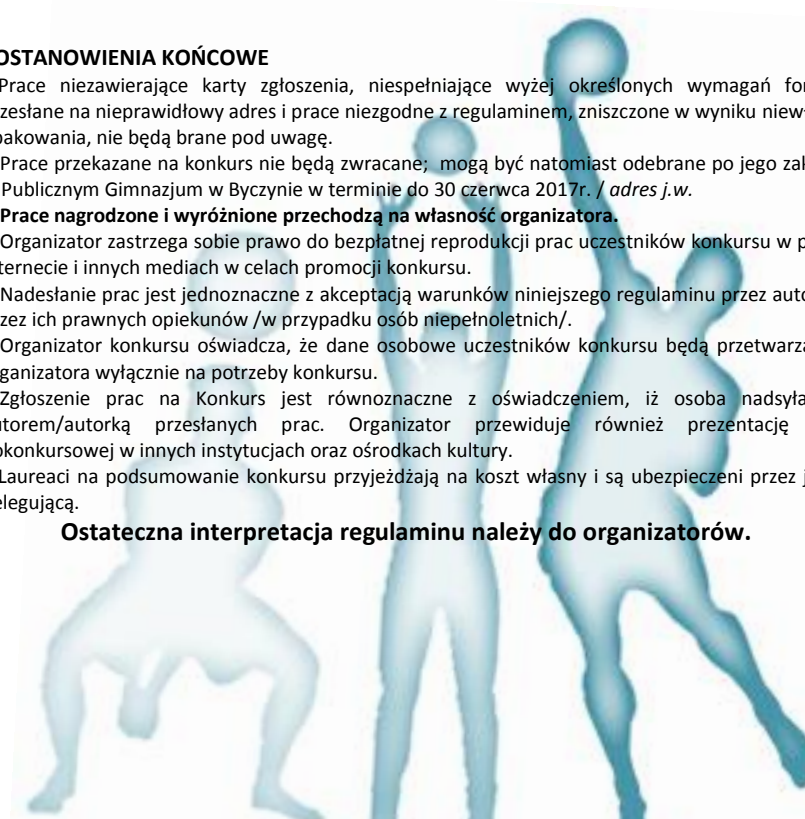 OSTANOWIENIA KOŃCOWE
Prace niezawierające karty zgłoszenia, niespełniające wyżej określonych wymagań for
zesłane na nieprawidłowy adres i prace niezgodne z regulaminem, zniszczone w wyniku niew
pakowania, nie będą brane pod uwagę.
Prace przekazane na konkurs nie będą zwracane; mogą być natomiast odebrane po jego zak
Publicznym Gimnazjum w Byczynie w terminie do 30 czerwca 2017r. / adres j.w.
Prace nagrodzone i wyróżnione przechodzą na własność organizatora.
Organizator zastrzega sobie prawo do bezpłatnej reprodukcji prac uczestników konkursu w p
ternecie i innych mediach w celach promocji konkursu.
Nadesłanie prac jest jednoznaczne z akceptacją warunków niniejszego regulaminu przez auto
zez ich prawnych opiekunów /w przypadku osób niepełnoletnich/.
Organizator konkursu oświadcza, że dane osobowe uczestników konkursu będą przetwarza
ganizatora wyłącznie na potrzeby konkursu.
Zgłoszenie prac na Konkurs jest równoznaczne z oświadczeniem, iż osoba nadsyła
utorem/autorką przesłanych prac. Organizator przewiduje również prezentację
okonkursowej w innych instytucjach oraz ośrodkach kultury.
Laureaci na podsumowanie konkursu przyjeżdżają na koszt własny i są ubezpieczeni przez j
elegującą.
Ostateczna interpretacja regulaminu należy do organizatorów.